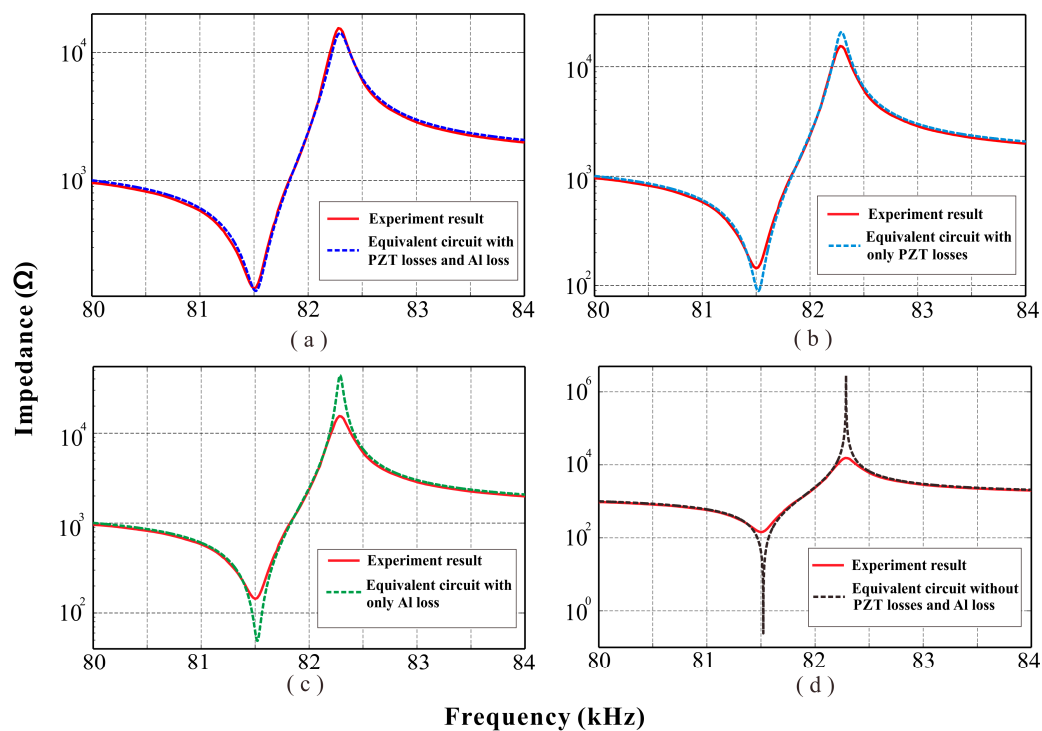 10^4
10^3
Experiment result
Equivalent circuit with
PZT losses and Al loss
80 81 82 83 84
( a )
10^4
10^3
10^2
Experiment result
Equivalent circuit with
only PZT losses
80 81 82 83 84
( b )
Impedance (Ω)
10^4
10^3
10^2
Experiment result
Equivalent circuit with
only Al loss
80 81 82 83 84
( c )
10^6
10^4
10^2
10^0
Experiment result
Equivalent circuit without
PZT losses and Al loss
80 81 82 83 84
( d )
Frequency (kHz)